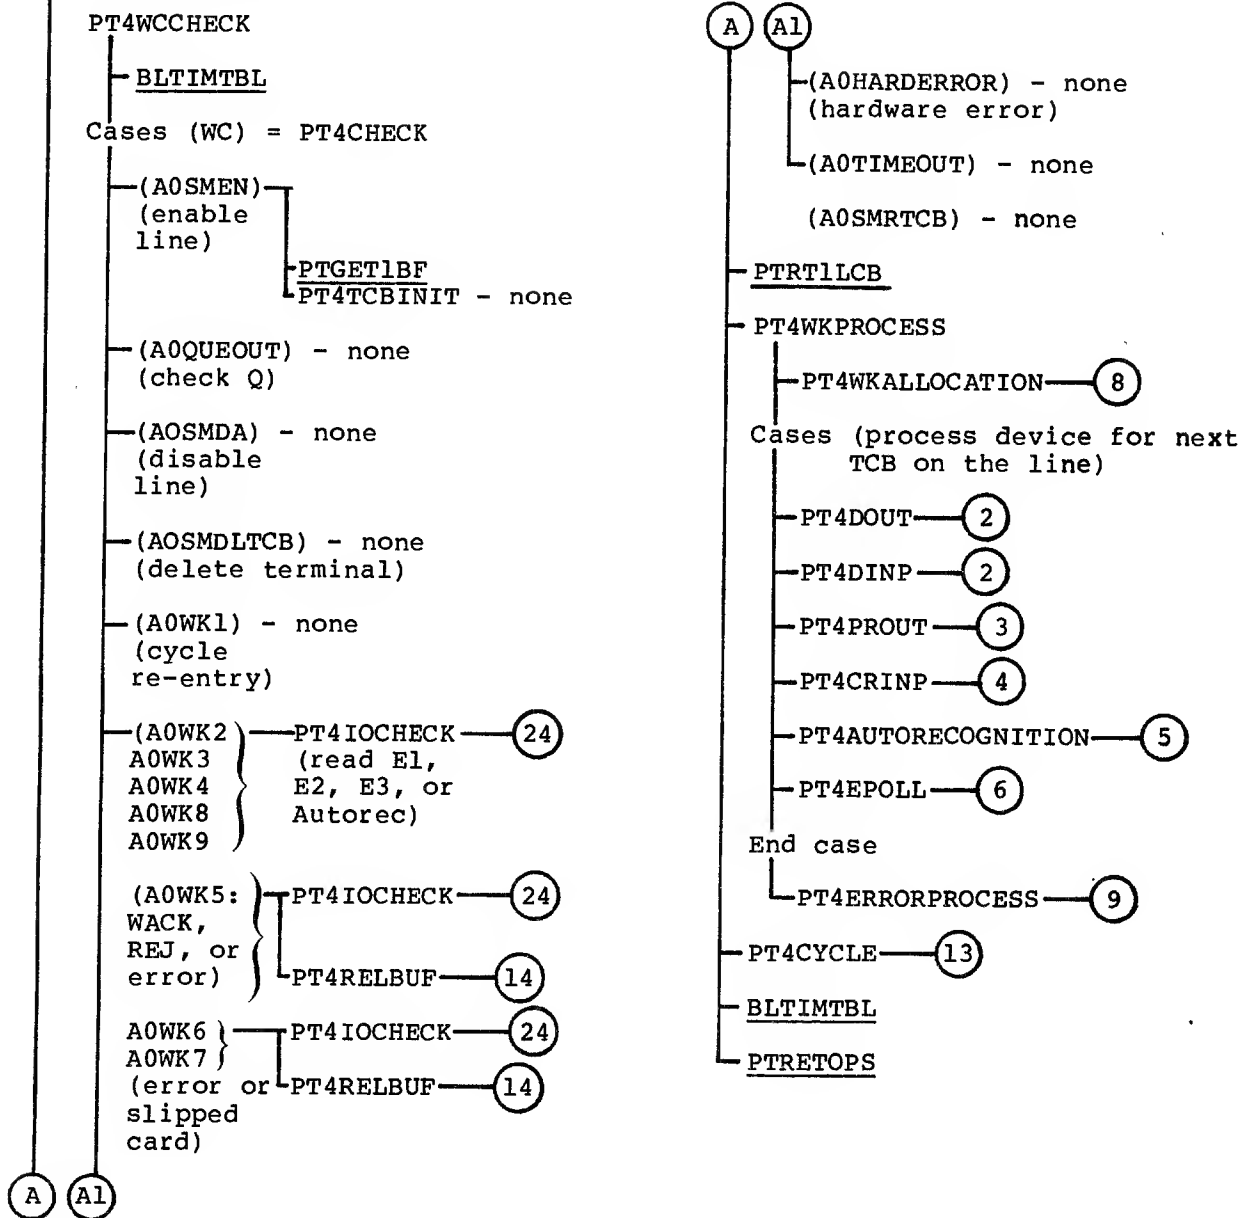 PT4WCCHECK
BLTIMTBL
Cases (WC) = PT4CHECK
(A0SMEN)
(enable
line)
PTGET1BF
PT4TCBINIT - none
(A0QUEOUT) - none
(check Q)
(AOSMDA) - none
(disable
line)
(AOSMDLTCB) - none
(delete terminal)
(A0WK1) - none
(cycle
re-entry)
(A0WK2 PT4IOCHECK 24
A0WK3 (read E1,
A0WK4 E2, E3, or
A0WK8 Autorec)
A0WK9
(A0WK5: PT4IOCHECK 24
WACK,
REJ, or
error) PT4RELBUF 14
A0WK6 PT4IOCHECK 24
A0WK7
(error or PT4RELBUF 14
slipped
card)
A A1
A A1
(A0HARDERROR) - none
(hardware error)
(A0TIMEOUT) - none
(A0SMRTCB) - none
PTRT1LCB
PT4WKPROCESS
PT4WKALLOCATION 8
Cases (process device for next
TCB on the line)
PT4DOUT 2
PT4DINP 2
PT4PROUT 3
PT4CRINP 4
PT4AUTORECOGNITION 5
PT4EPOLL 6
End case
PT4ERRORPROCESS 9
PT4CYCLE 13
BLTIMTBL
PTRETOPS